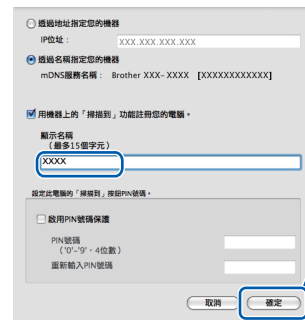 透過地址指定您的機器
IP位址： XXX.XXX.XXX.XXX
透過名稱指定您的機器
mDNS服務名稱： Brother XXX- XXXX [XXXXXXXXXXXX]
用機器上的「掃描到」功能註冊您的電腦。
顯示名稱
（最多15個字元）
XXXX
設定此電腦的「掃描到」按鈕PIN號碼。
啟用PIN號碼保護
PIN號碼
（'0'-'9'，4位數）
重新輸入PIN號碼
取消 確定